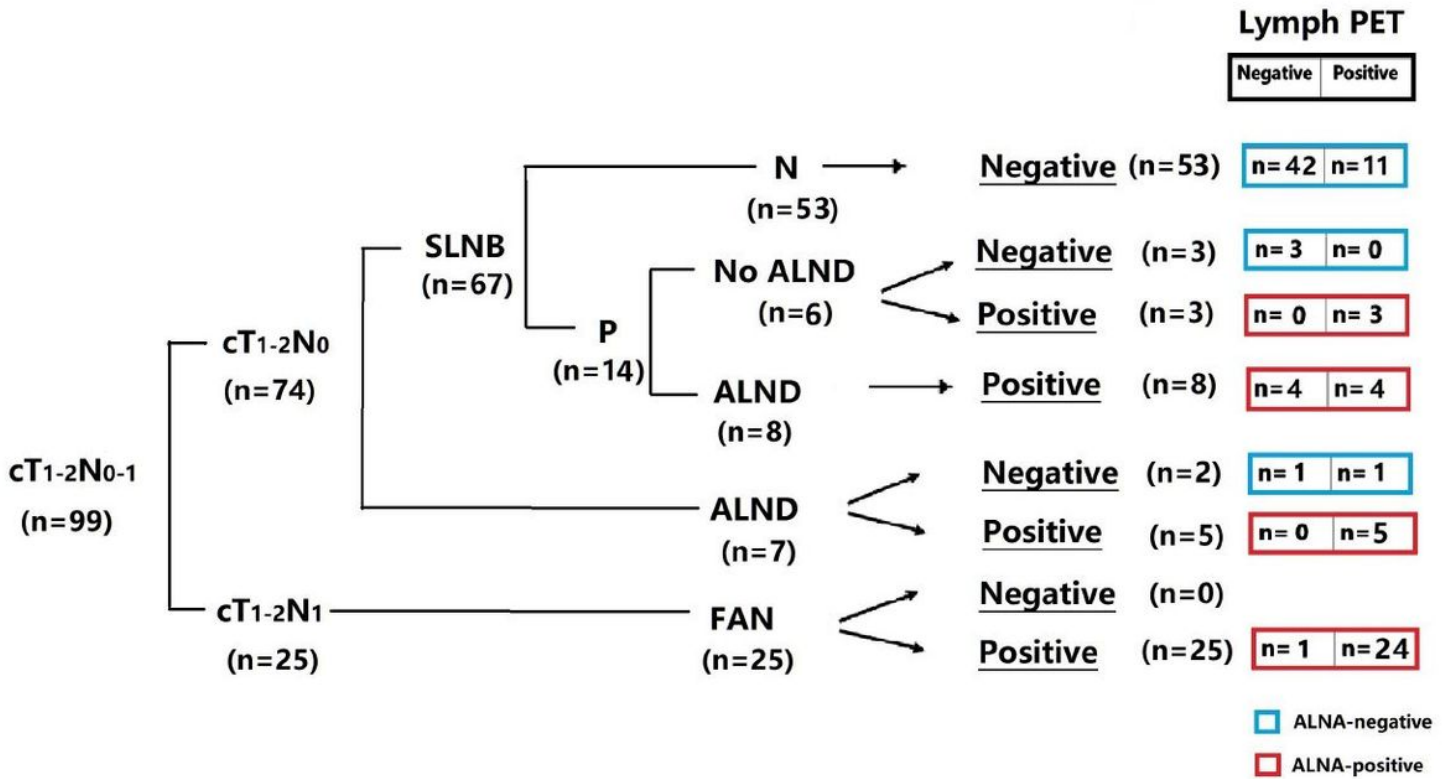 Lymph PET
Negative Positive
N
(n=53)
Negative (n=53) n=42 n=11
SLNB
(n=67)
No ALND
(n=6)
Negative (n=3) n=3 n=0
Positive (n=3) n=0 n=3
P
(n=14)
ALND
(n=8)
Positive (n=8) n=4 n=4
cT1-2N0
(n=74)
cT1-2N0-1
(n=99)
ALND
(n=7)
Negative (n=2) n=1 n=1
Positive (n=5) n=0 n=5
cT1-2N1
(n=25)
FAN
(n=25)
Negative (n=0)
Positive (n=25) n=1 n=24
ALNA-negative
ALNA-positive